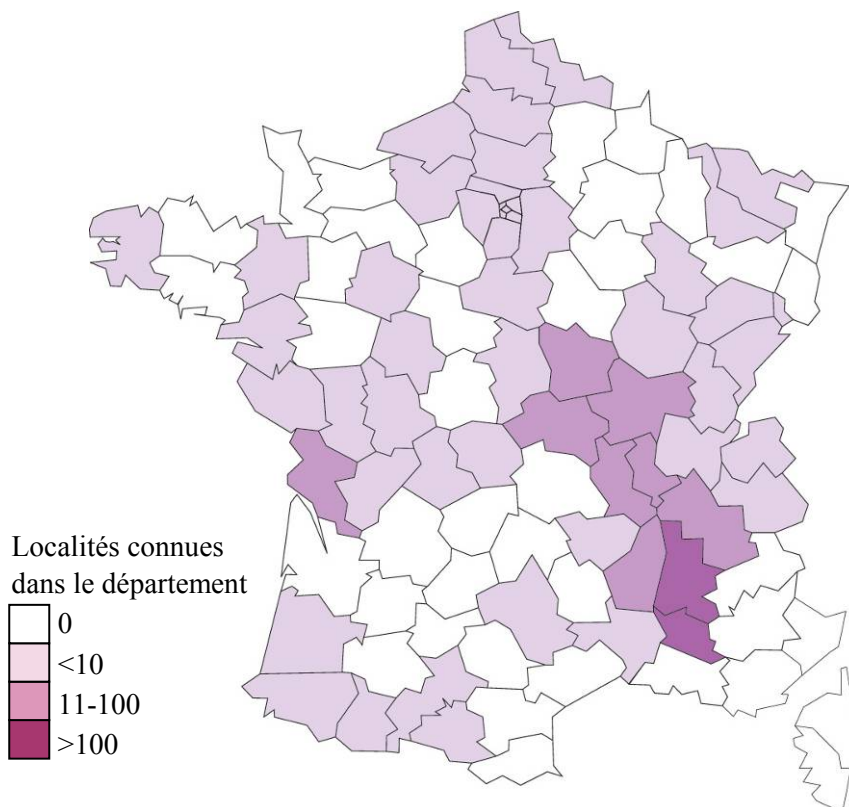 Localités connues
dans le département
0
<10
11-100
>100